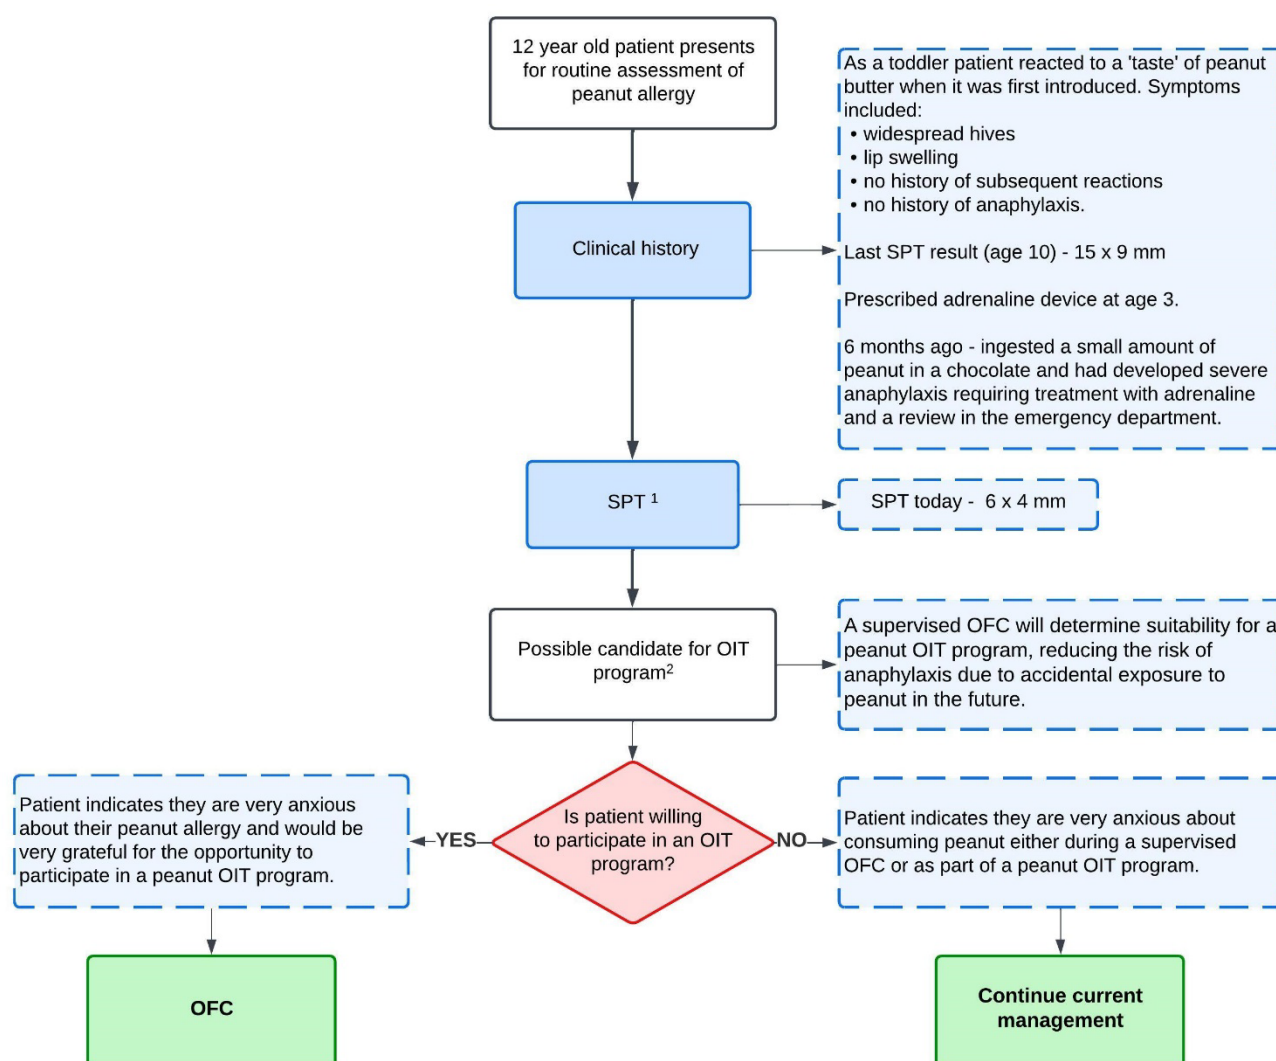 12 year old patient presents
for routine assessment of
peanut allergy
As a toddler patient reacted to a 'taste' of peanut
butter when it was first introduced. Symptoms
included:
• widespread hives
• lip swelling
• no history of subsequent reactions
• no history of anaphylaxis.
Last SPT result (age 10) - 15 x 9 mm
Prescribed adrenaline device at age 3.
6 months ago - ingested a small amount of
peanut in a chocolate and had developed severe
anaphylaxis requiring treatment with adrenaline
and a review in the emergency department.
Clinical history
SPT ¹
SPT today - 6 x 4 mm
Possible candidate for OIT
program²
A supervised OFC will determine suitability for a
peanut OIT program, reducing the risk of
anaphylaxis due to accidental exposure to
peanut in the future.
Is patient willing
to participate in an OIT
program?
YES
NO
Patient indicates they are very anxious
about their peanut allergy and would be
very grateful for the opportunity to
participate in a peanut OIT program.
Patient indicates they are very anxious about
consuming peanut either during a supervised
OFC or as part of a peanut OIT program.
OFC
Continue current
management